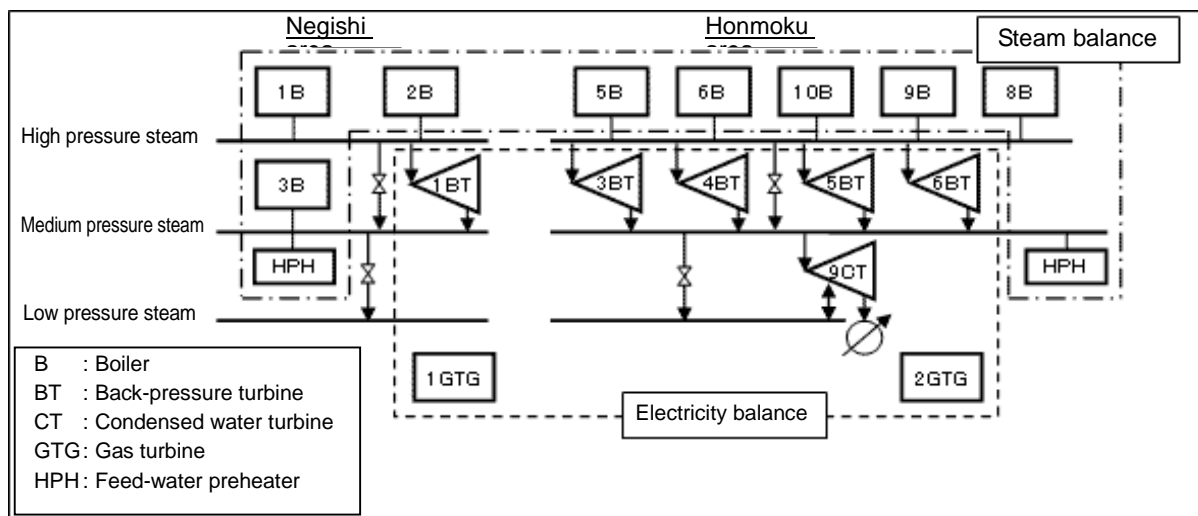 Negishi
Honmoku
Steam balance
1B
2B
5B
6B
10B
9B
8B
High pressure steam
3B
1BT
3BT
4BT
5BT
6BT
Medium pressure steam
HPH
9CT
HPH
Low pressure steam
B : Boiler
BT : Back-pressure turbine
CT : Condensed water turbine
GTG : Gas turbine
HPH : Feed-water preheater
1GTG
2GTG
Electricity balance